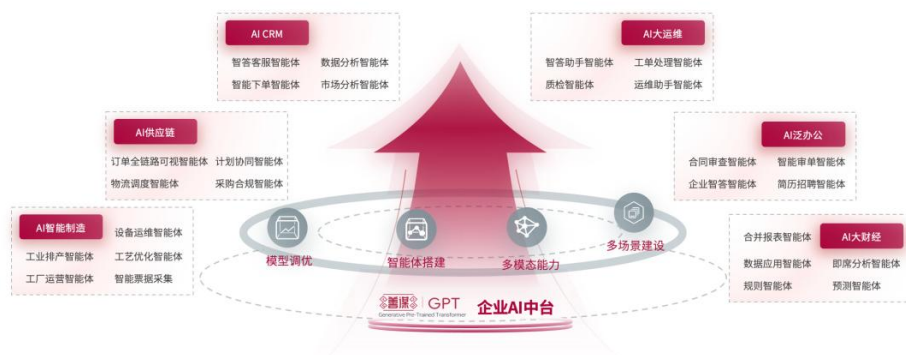 AI CRM
智答客服智能体 数据分析智能体
智能下单智能体 市场分析智能体
AI大运维
智答助手智能体 工单处理智能体
质检智能体 运维助手智能体
AI供应链
订单全链路可视智能体 计划协同智能体
物流调度智能体 采购合规智能体
AI泛办公
合同审查智能体 智能审单智能体
企业智答智能体 简历招聘智能体
AI智能制造 设备运维智能体
工业排产智能体 工艺优化智能体
工厂运营智能体 智能票据采集
合并报表智能体 AI大财经
数据应用智能体 即席分析智能体
规则智能体 预测智能体
模型调优
智能体搭建
多模态能力
多场景建设
善谋 GPT
Generative Pre-Trained Transformer
企业AI中台